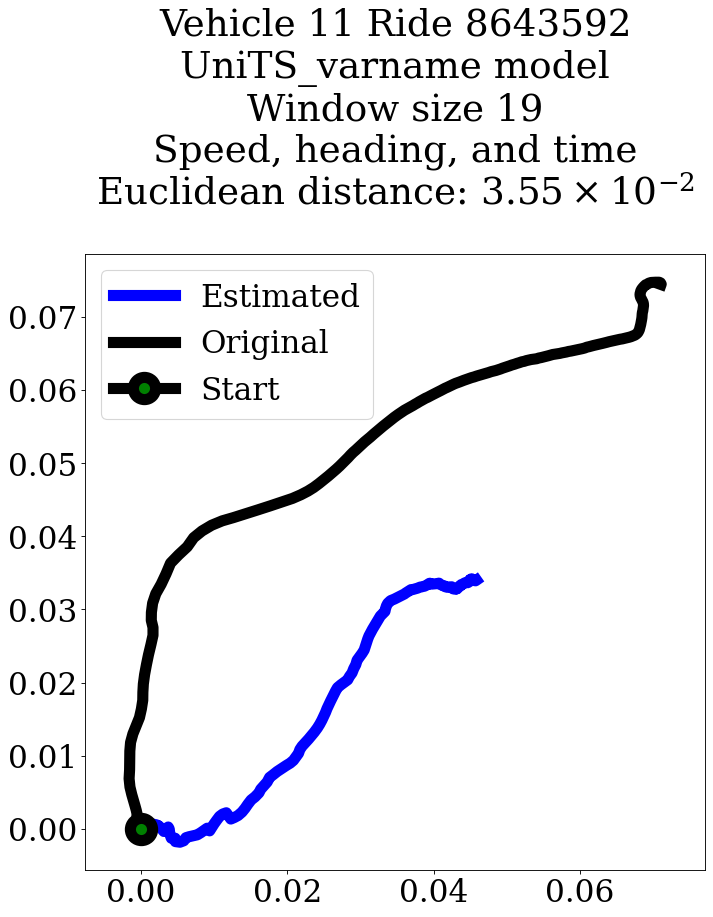 Vehicle 11 Ride 8643592
UniTS_varname model
Window size 19
Speed, heading, and time
Euclidean distance: 3.55 × 10⁻²
Estimated
Original
Start
0.07
0.06
0.05
0.04
0.03
0.02
0.01
0.00
0.00 0.02 0.04 0.06